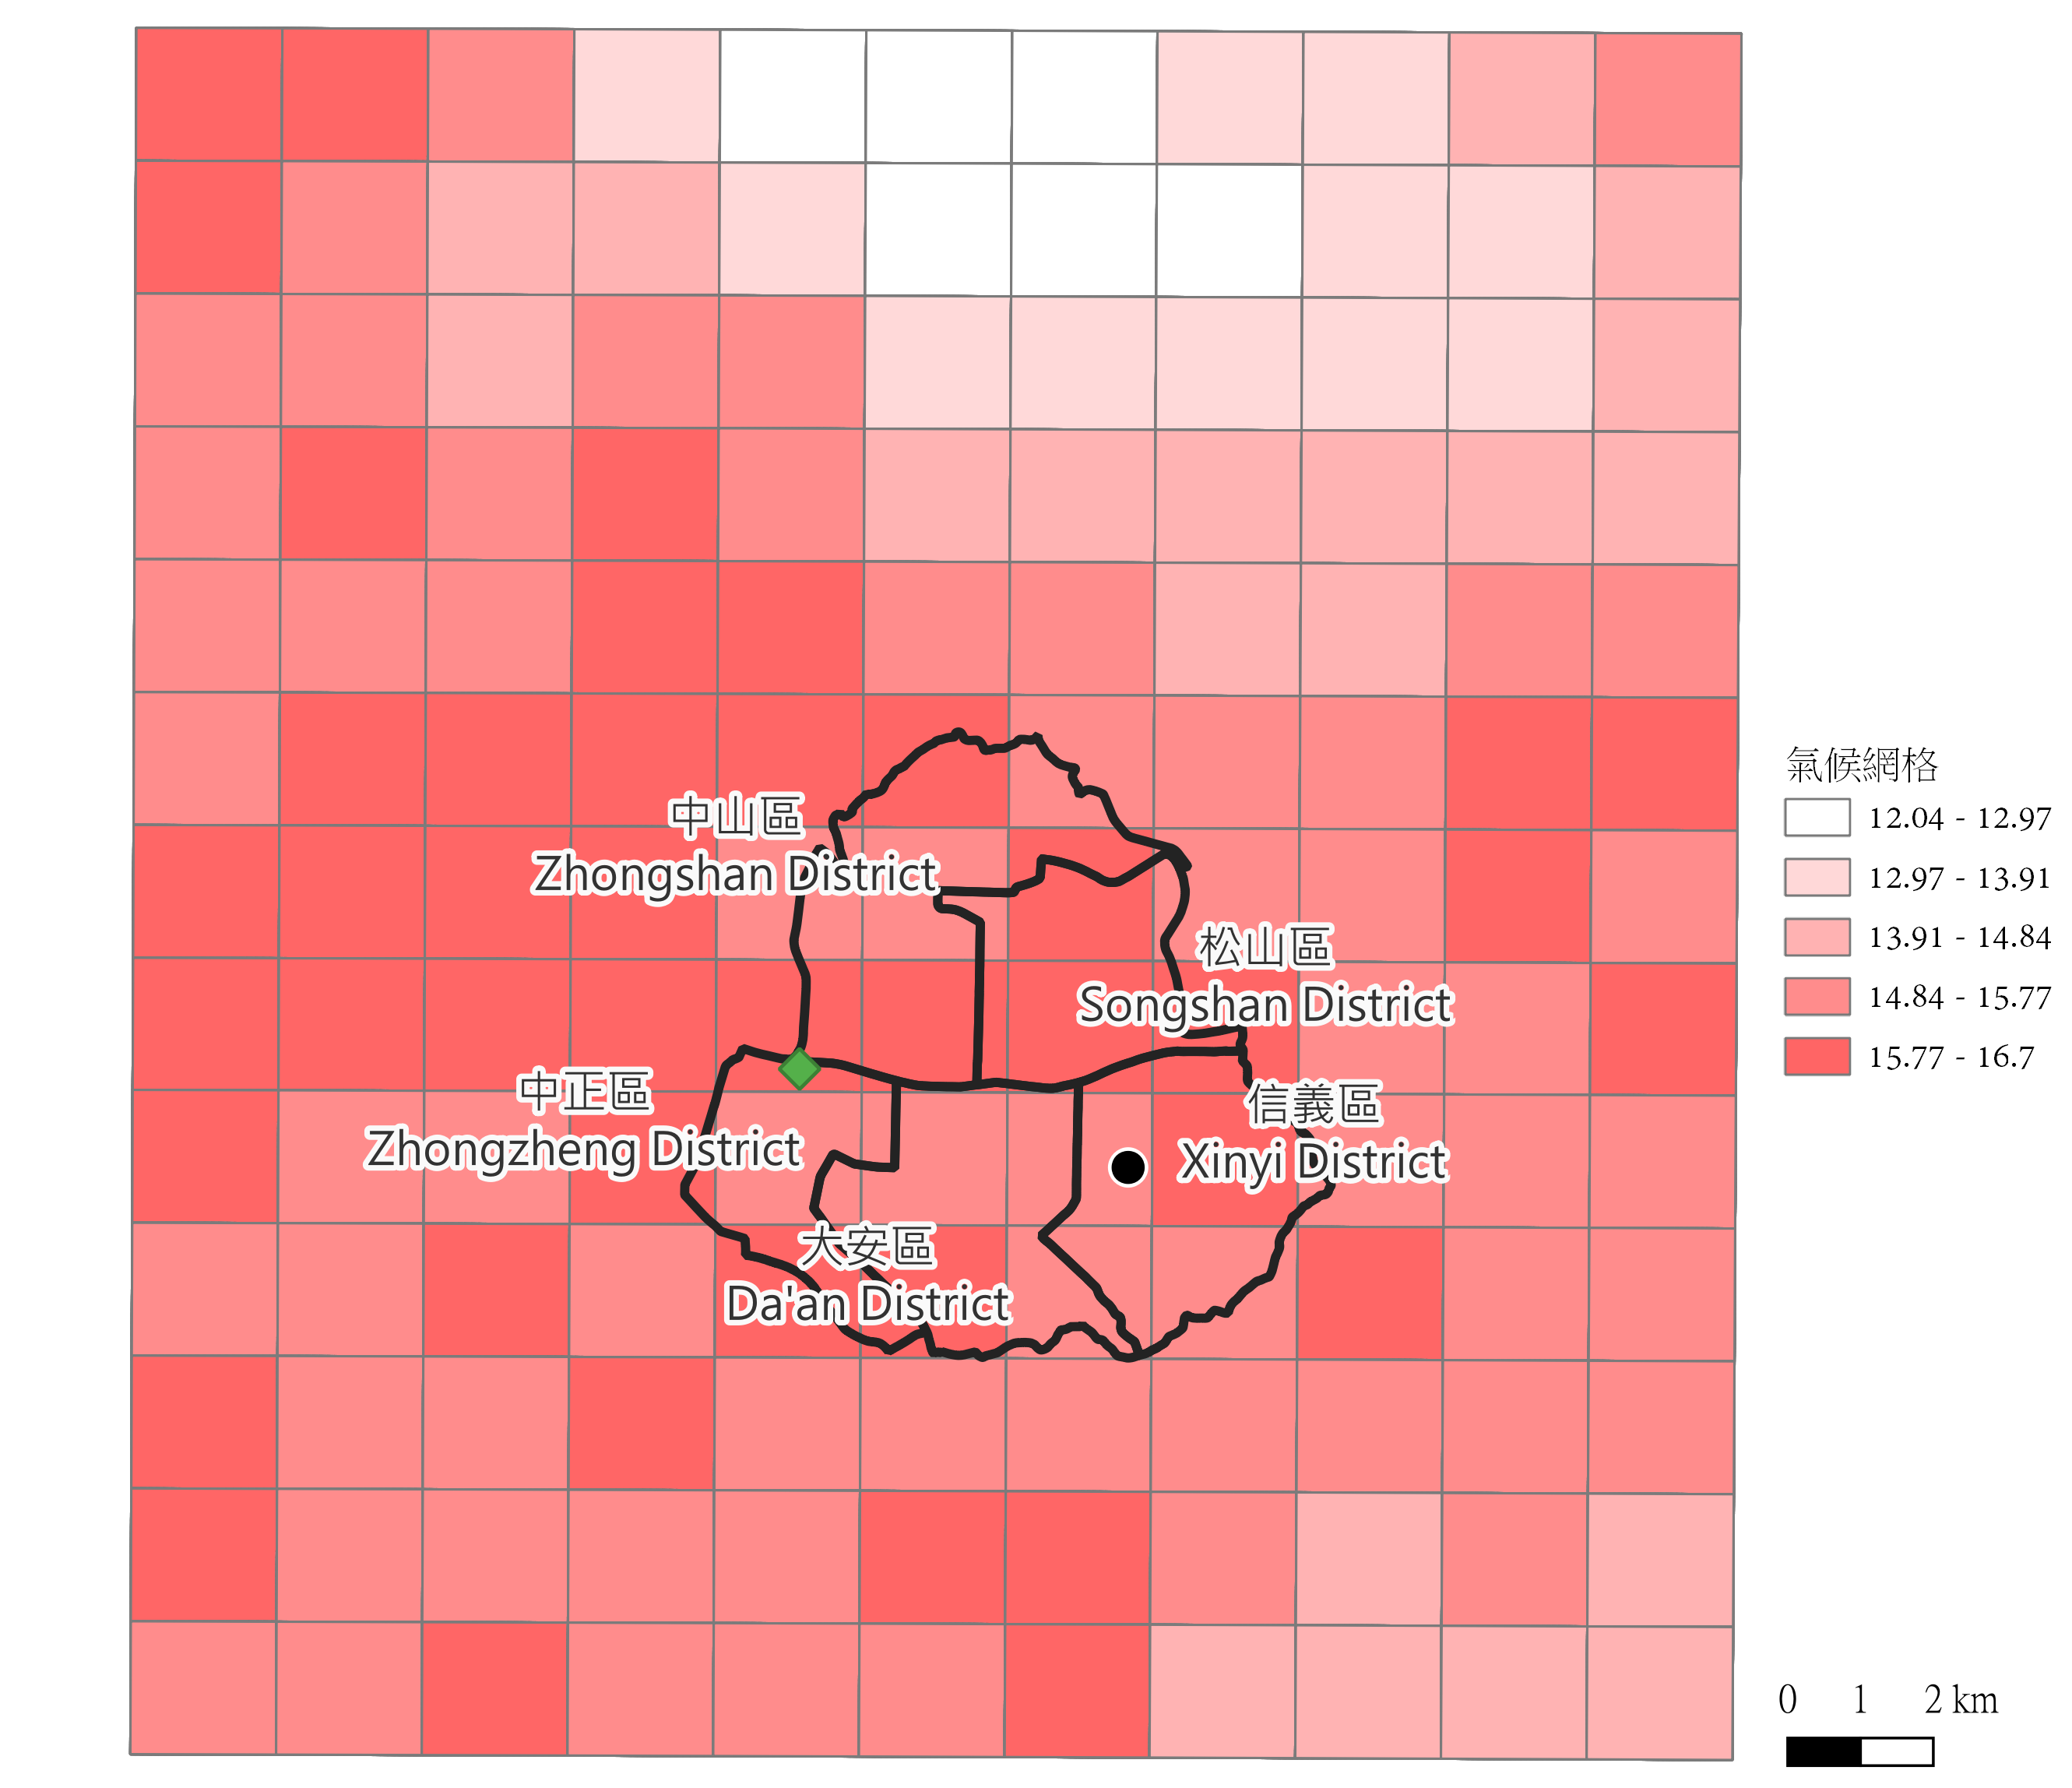 中山區
Zhongshan District
松山區
Songshan District
中正區
Zhongzheng District
信義區
Xinyi District
大安區
Da'an District
氣候網格
12.04 - 12.97
12.97 - 13.91
13.91 - 14.84
14.84 - 15.77
15.77 - 16.7
0 1 2 km